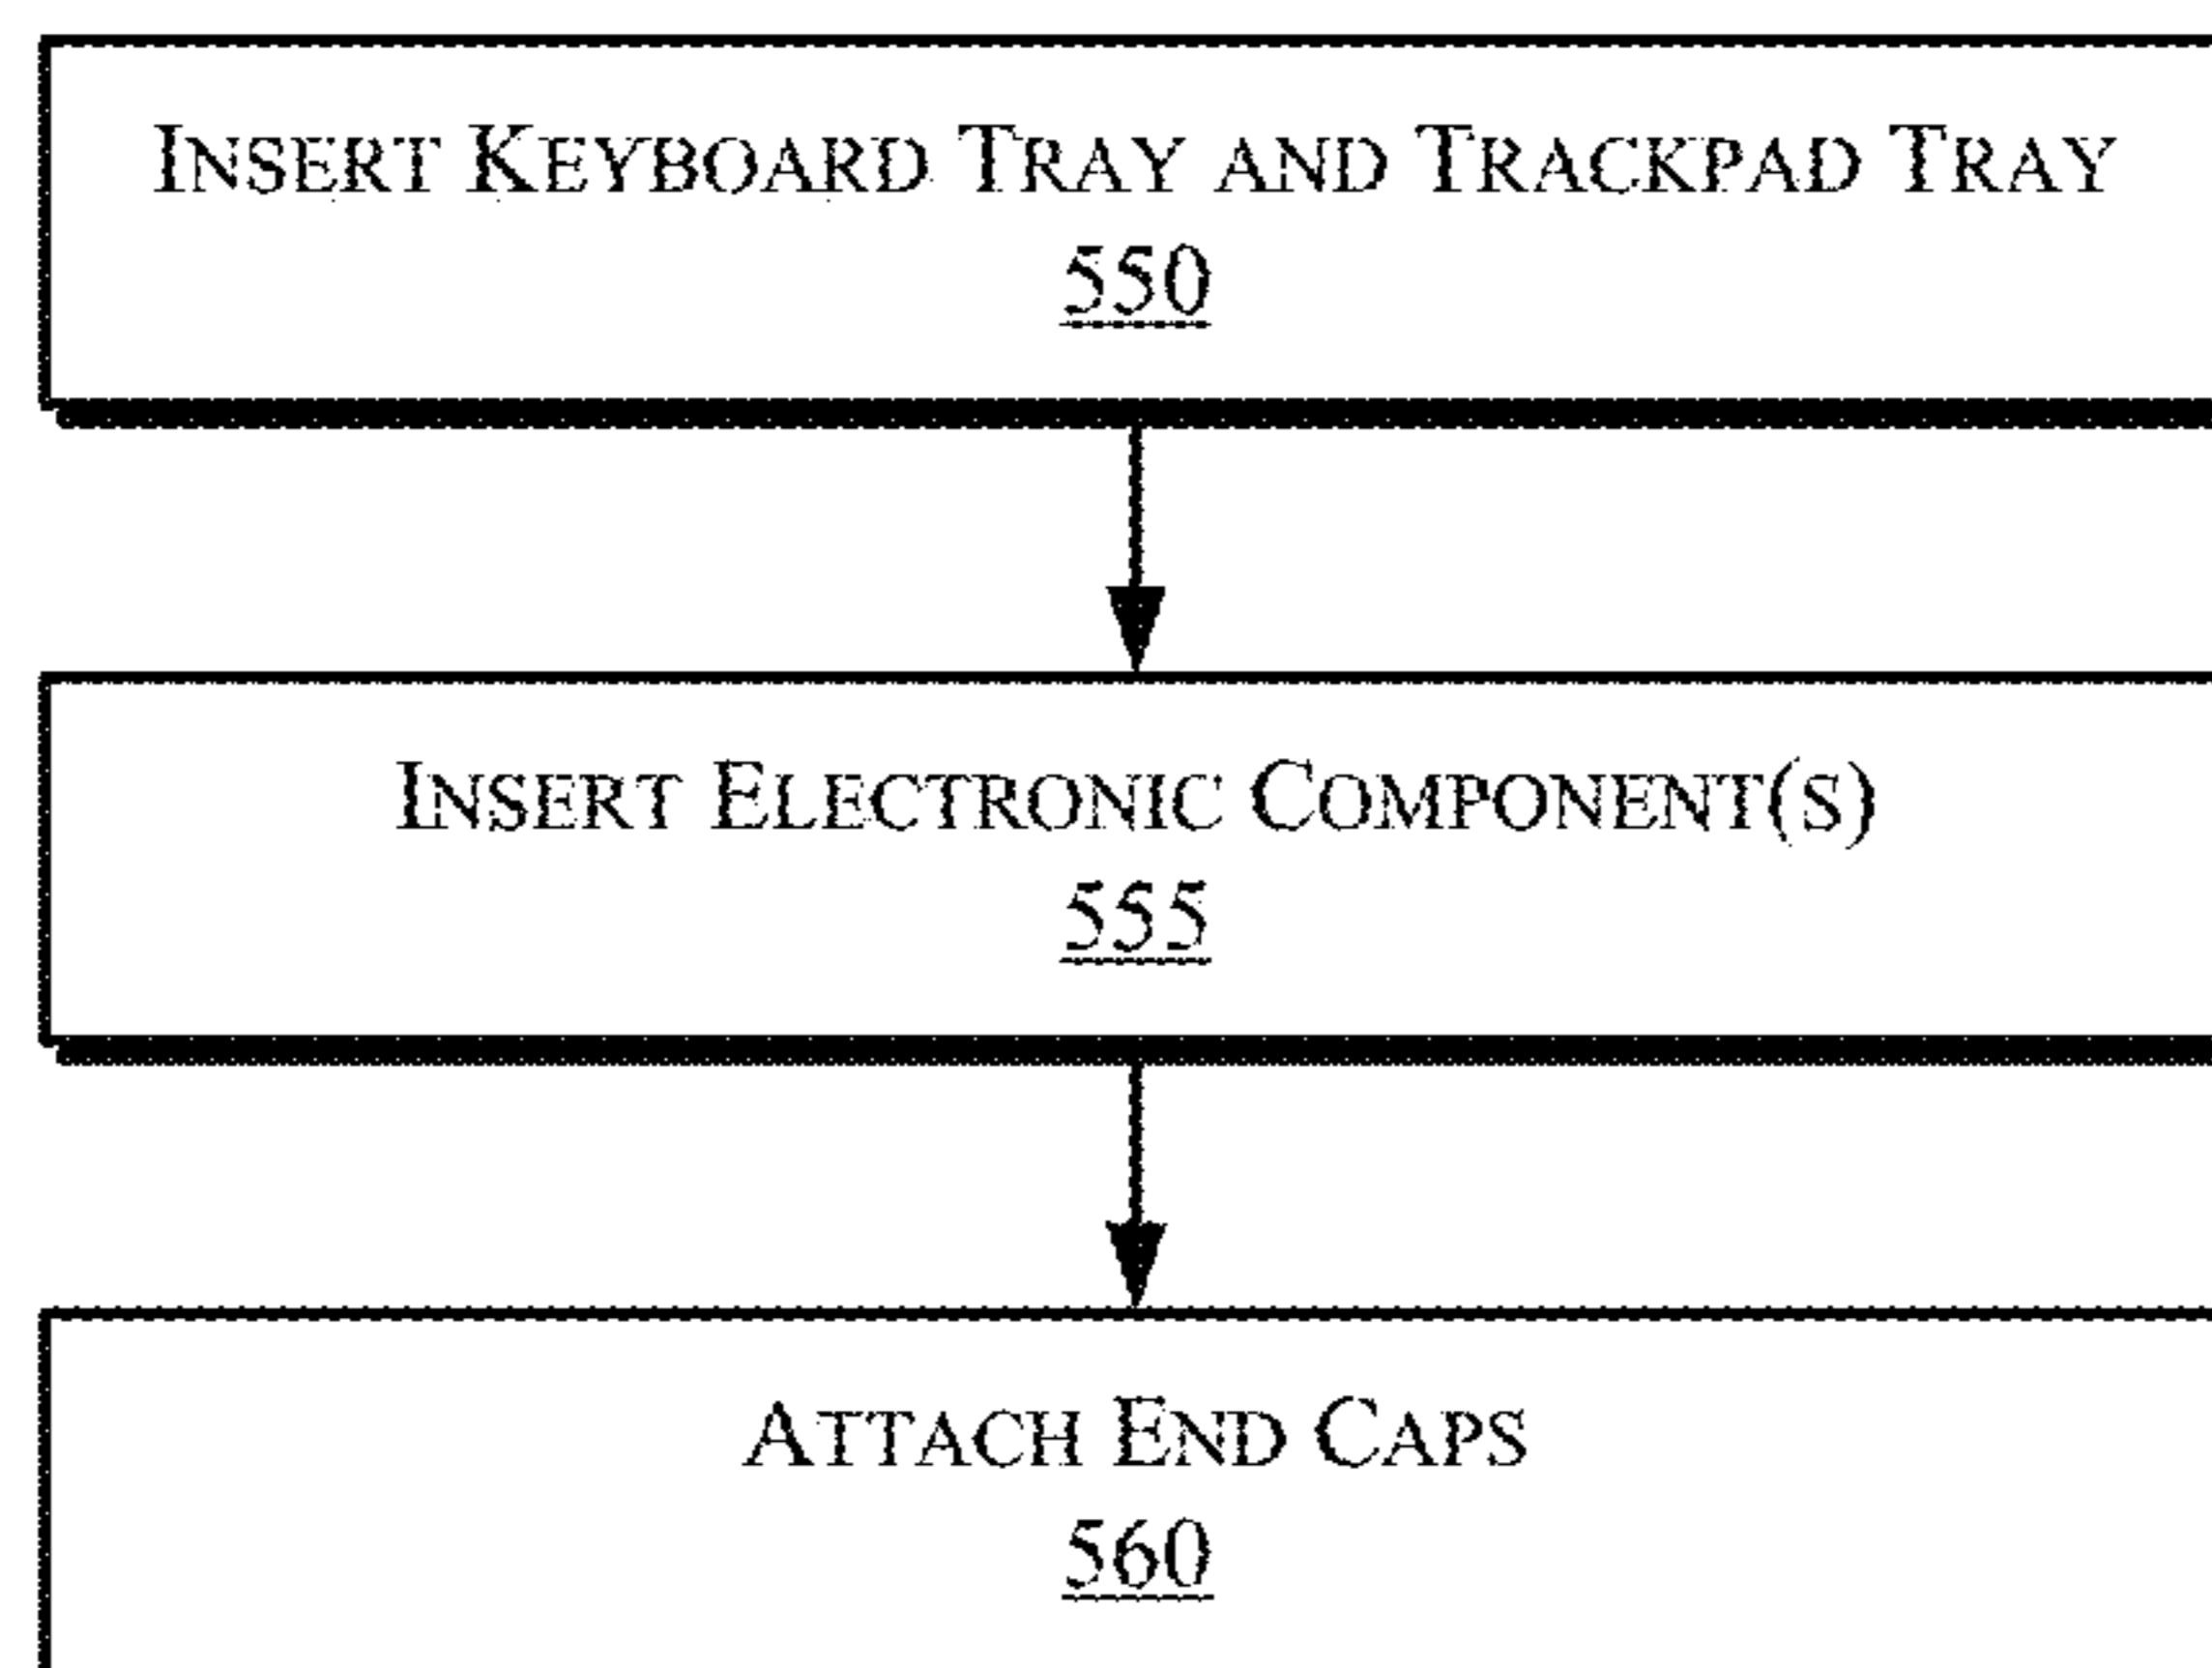 INSERT KEYBOARD TRAY AND TRACKPAD TRAY
550
INSERT ELECTRONIC COMPONENT(S)
555
ATTACH END CAPS
560